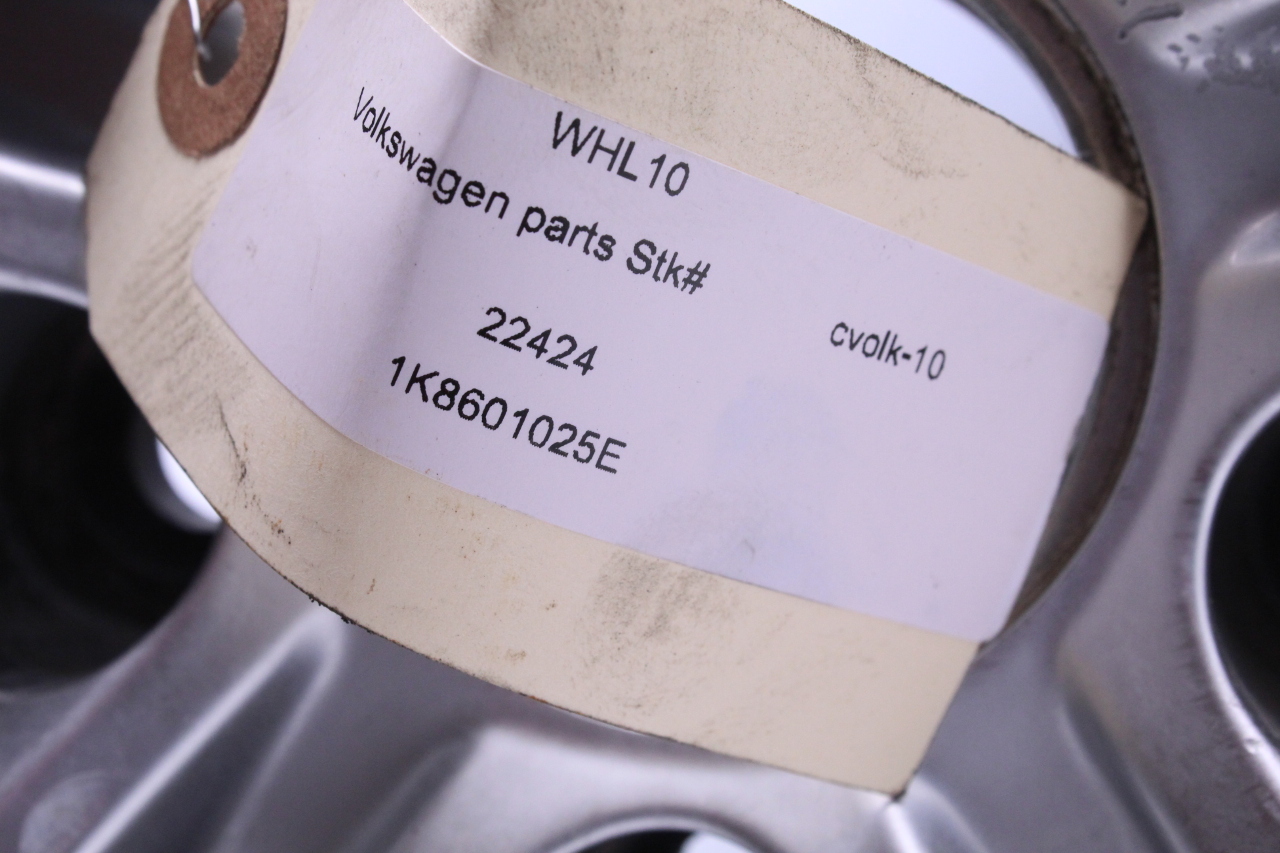 WHL10
Volkswagen parts Stk#
22424
cvolk-10
1K8601025E